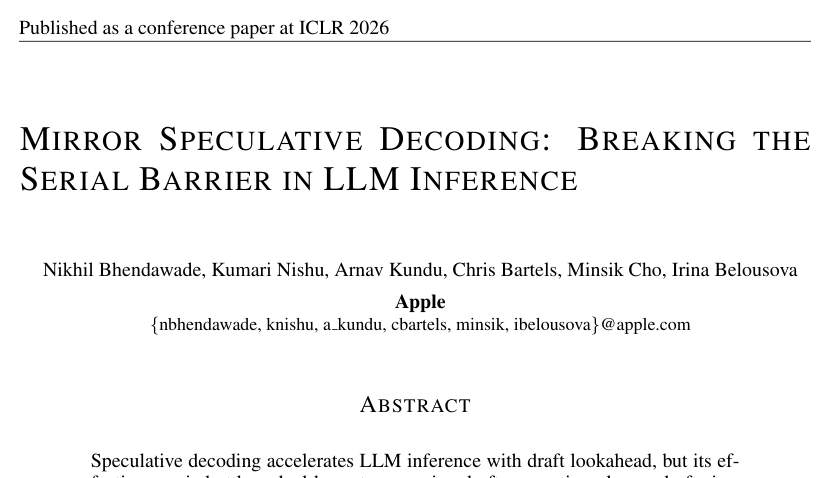 Published as a conference paper at ICLR 2026
MIRROR SPECULATIVE DECODING: BREAKING THE
SERIAL BARRIER IN LLM INFERENCE
Nikhil Bhendawade, Kumari Nishu, Arnav Kundu, Chris Bartels, Minsik Cho, Irina Belousova
Apple
{nbhendawade, knishu, a_kundu, cbartels, minsik, ibelousova}@apple.com
ABSTRACT
Speculative decoding accelerates LLM inference with draft lookahead, but its ef-